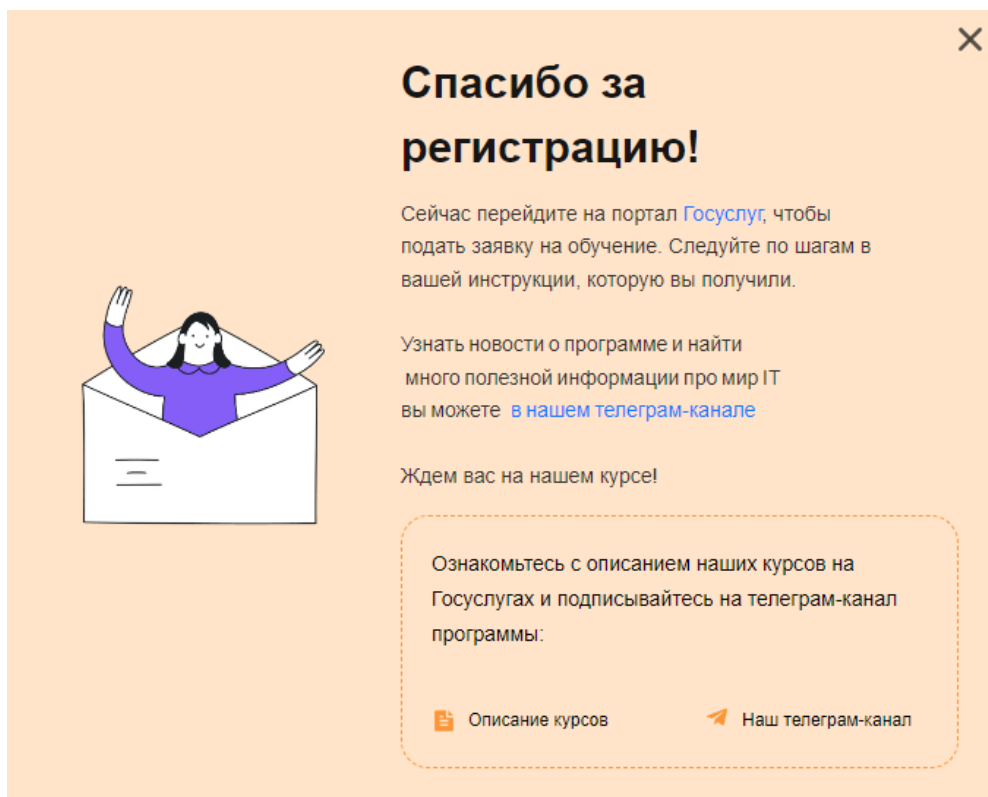 Спасибо за
регистрацию!
Сейчас перейдите на портал Госуслуг, чтобы
подать заявку на обучение. Следуйте по шагам в
вашей инструкции, которую вы получили.
Узнать новости о программе и найти
много полезной информации про мир IT
вы можете в нашем телеграм-канале
Ждем вас на нашем курсе!
Ознакомьтесь с описанием наших курсов на
Госуслугах и подписывайтесь на телеграм-канал
программы:
Описание курсов Наш телеграм-канал